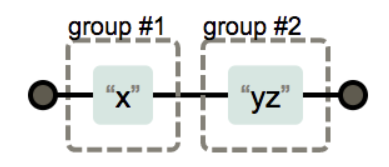 group #1 group #2
“x” “yz”